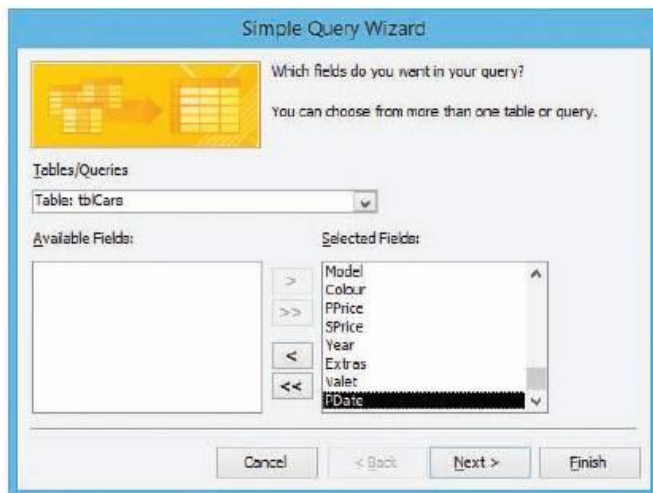 Simple Query Wizard
Which fields do you want in your query?
You can choose from more than one table or query.
Tables/Queries
Table: tblCars
Available Fields:
Selected Fields:
Model
Colour
PPrice
SPrice
Year
Extras
Valet
PDate
>
>>
<
<<
Cancel
< Back
Next >
Finish